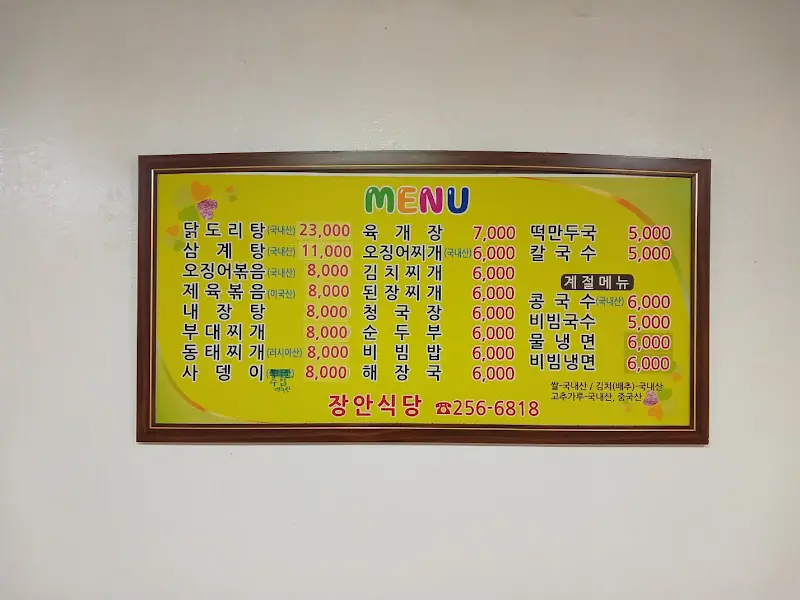 MENU
닭도리탕(국내산) 23,000
삼계탕(국내산) 11,000
오징어볶음(국내산) 8,000
제육볶음(미국산) 8,000
내장탕 8,000
부대찌개 8,000
동태찌개(러시아산) 8,000
사뎅이 8,000
육개장 7,000
오징어찌개(국내산) 6,000
김치찌개 6,000
된장찌개 6,000
청국장 6,000
순두부 6,000
비빔밥 6,000
해장국 6,000
떡만두국 5,000
칼국수 5,000
계절메뉴
콩국수(국내산) 6,000
비빔국수 5,000
물냉면 6,000
비빔냉면 6,000
쌀-국내산 / 김치(배추)-국내산
고추가루-국내산, 중국산
장안식당 ☎256-6818